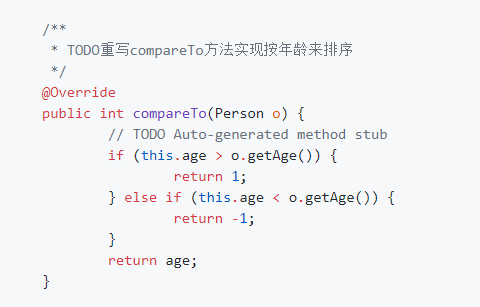 /**
 * TODO重写compareTo方法实现按年龄来排序
 */
@Override
public int compareTo(Person o) {
        // TODO Auto-generated method stub
        if (this.age > o.getAge()) {
                return 1;
        } else if (this.age < o.getAge()) {
                return -1;
        }
        return age;
}